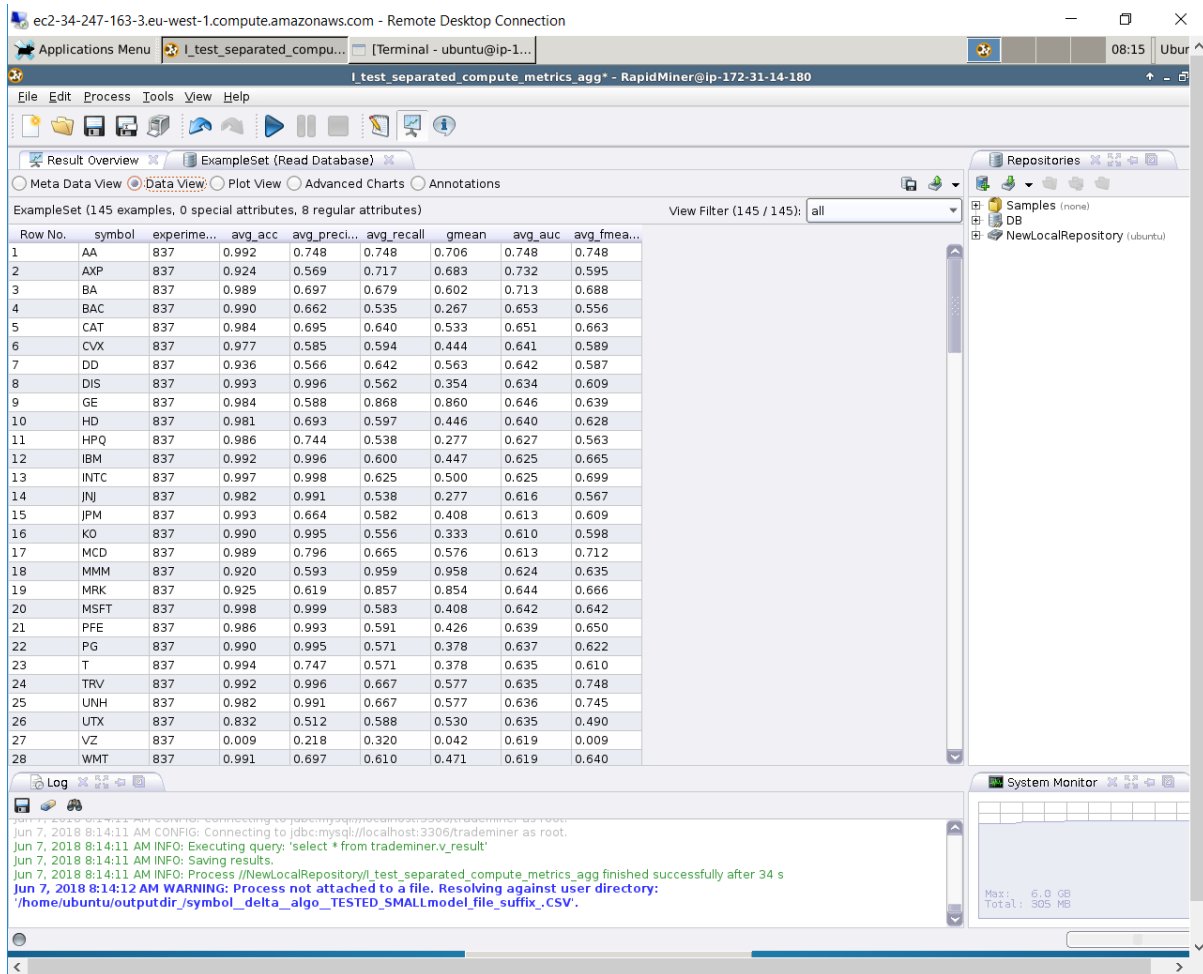 ec2-34-247-163-3.eu-west-1.compute.amazonaws.com - Remote Desktop Connection
Applications Menu I_test_separated_compu... [Terminal - ubuntu@ip-1... 08:15 Ubur
I_test_separated_compute_metrics_agg* - RapidMiner@ip-172-31-14-180
File Edit Process Tools View Help
Result Overview ExampleSet (Read Database) Repositories
Meta Data View Data View Plot View Advanced Charts Annotations
ExampleSet (145 examples, 0 special attributes, 8 regular attributes) View Filter (145 / 145): all
Samples (none)
DB
NewLocalRepository (ubuntu)
Row No. symbol experime... avg_acc avg_preci... avg_recall gmean avg_auc avg_fmea...
1 AA 837 0.992 0.748 0.748 0.706 0.748 0.748
2 AXP 837 0.924 0.569 0.717 0.683 0.732 0.595
3 BA 837 0.989 0.697 0.679 0.602 0.713 0.688
4 BAC 837 0.990 0.662 0.535 0.267 0.653 0.556
5 CAT 837 0.984 0.695 0.640 0.533 0.651 0.663
6 CVX 837 0.977 0.585 0.594 0.444 0.641 0.589
7 DD 837 0.936 0.566 0.642 0.563 0.642 0.587
8 DIS 837 0.993 0.996 0.562 0.354 0.634 0.609
9 GE 837 0.984 0.588 0.868 0.860 0.646 0.639
10 HD 837 0.981 0.693 0.597 0.446 0.640 0.628
11 HPQ 837 0.986 0.744 0.538 0.277 0.627 0.563
12 IBM 837 0.992 0.996 0.600 0.447 0.625 0.665
13 INTC 837 0.997 0.998 0.625 0.500 0.625 0.699
14 JNJ 837 0.982 0.991 0.538 0.277 0.616 0.567
15 JPM 837 0.993 0.664 0.582 0.408 0.613 0.609
16 KO 837 0.990 0.995 0.556 0.333 0.610 0.598
17 MCD 837 0.989 0.796 0.665 0.576 0.613 0.712
18 MMM 837 0.920 0.593 0.959 0.958 0.624 0.635
19 MRK 837 0.925 0.619 0.857 0.854 0.644 0.666
20 MSFT 837 0.998 0.999 0.583 0.408 0.642 0.642
21 PFE 837 0.986 0.993 0.591 0.426 0.639 0.650
22 PG 837 0.990 0.995 0.571 0.378 0.637 0.622
23 T 837 0.994 0.747 0.571 0.378 0.635 0.610
24 TRV 837 0.992 0.996 0.667 0.577 0.635 0.748
25 UNH 837 0.982 0.991 0.667 0.577 0.636 0.745
26 UTX 837 0.832 0.512 0.588 0.530 0.635 0.490
27 VZ 837 0.009 0.218 0.320 0.042 0.619 0.009
28 WMT 837 0.991 0.697 0.610 0.471 0.619 0.640
Log System Monitor
Jun 7, 2018 8:14:11 AM CONFIG: Connecting to jdbc:mysql://localhost:3306/trademiner as root.
Jun 7, 2018 8:14:11 AM CONFIG: Connecting to jdbc:mysql://localhost:3306/trademiner as root.
Jun 7, 2018 8:14:11 AM INFO: Executing query: 'select * from trademiner.v_result'
Jun 7, 2018 8:14:11 AM INFO: Saving results.
Jun 7, 2018 8:14:11 AM INFO: Process //NewLocalRepository/I_test_separated_compute_metrics_agg finished successfully after 34 s
Jun 7, 2018 8:14:12 AM WARNING: Process not attached to a file. Resolving against user directory:
'/home/ubuntu/outputdir_/symbol__delta__algo__TESTED_SMALLmodel_file_suffix_.CSV'.
Max: 6.0 GB
Total: 305 MB